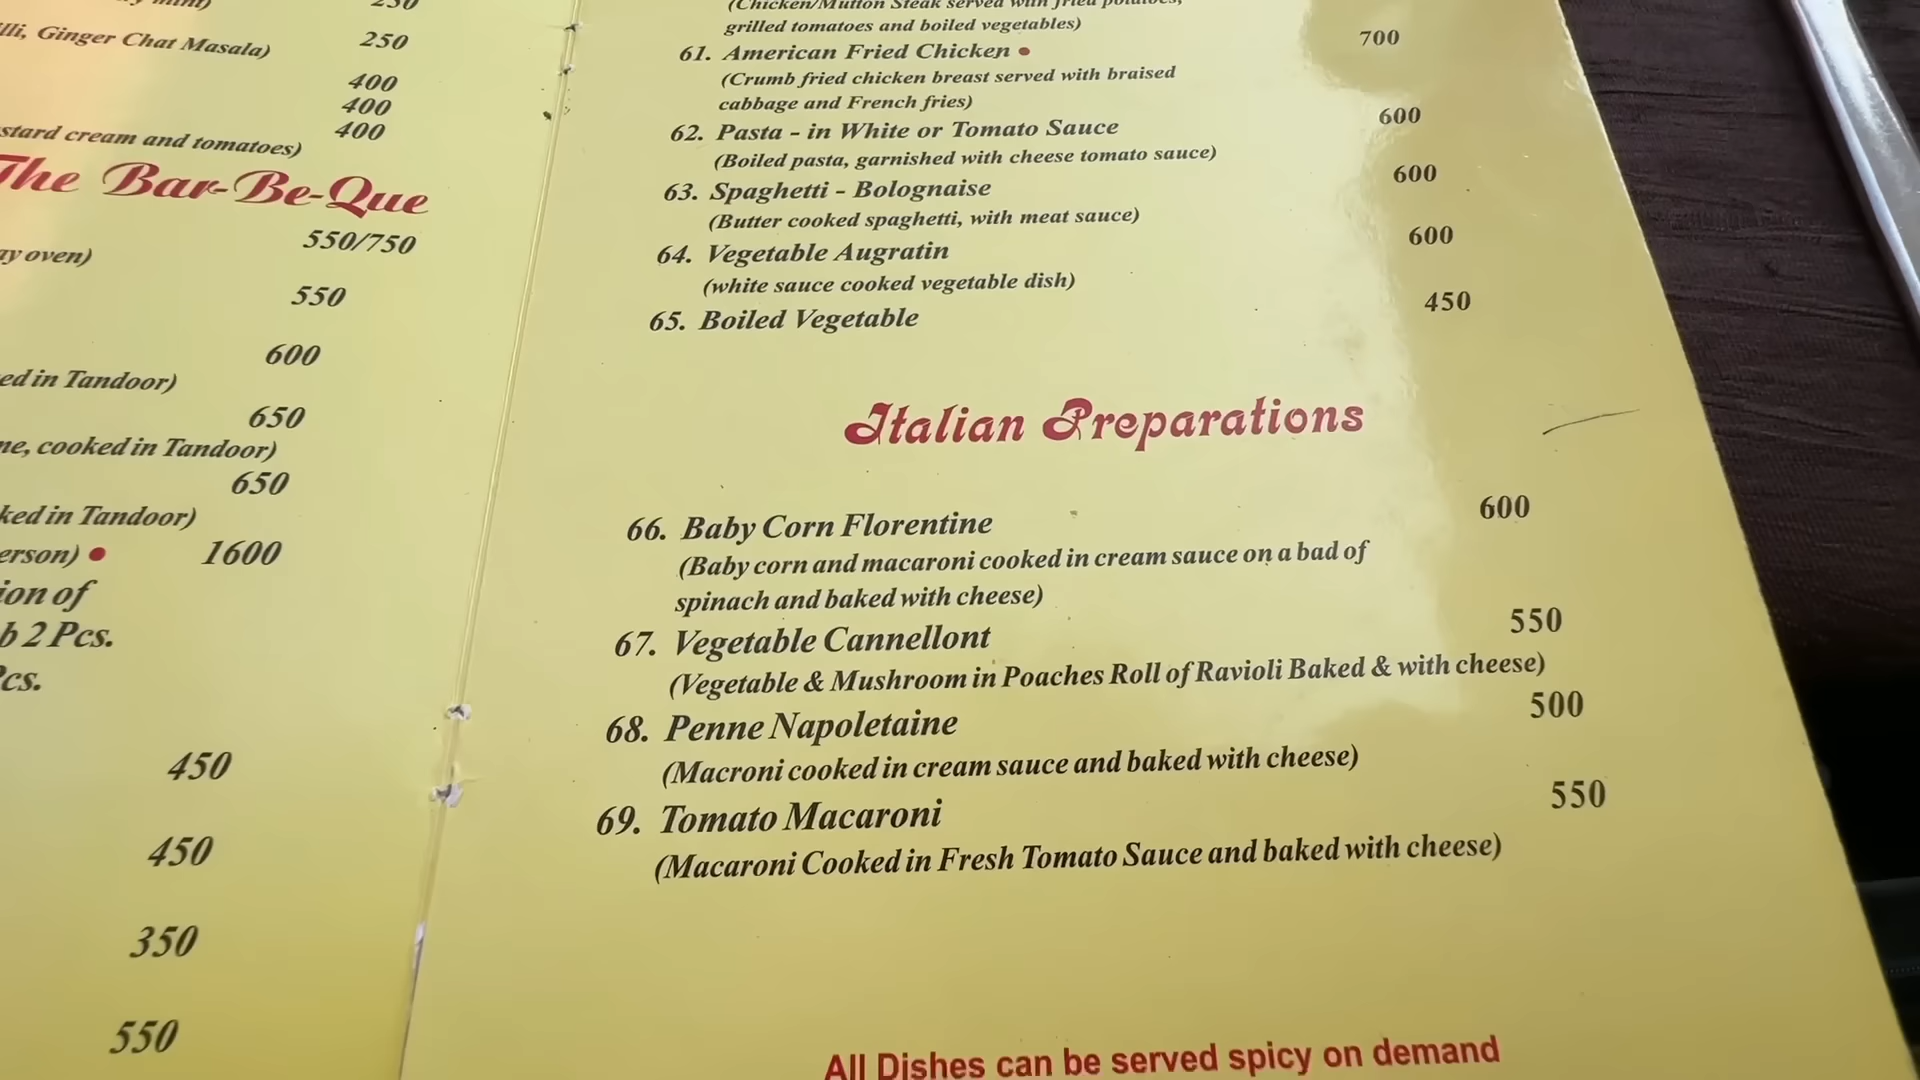 250
lli, Ginger Chat Masala)
250
400
400
400
stard cream and tomatoes)
The Bar-Be-Que
550/750
ay oven)
550
600
ed in Tandoor)
650
ne, cooked in Tandoor)
650
ked in Tandoor)
erson) 1600
ion of
b 2 Pcs.
Pcs.
450
450
350
550
(Chicken/Mutton Steak served with fried potatoes,
grilled tomatoes and boiled vegetables)
61. American Fried Chicken 700
(Crumb fried chicken breast served with braised
cabbage and French fries)
62. Pasta - in White or Tomato Sauce 600
(Boiled pasta, garnished with cheese tomato sauce)
63. Spaghetti - Bolognaise 600
(Butter cooked spaghetti, with meat sauce)
64. Vegetable Augratin 600
(white sauce cooked vegetable dish)
65. Boiled Vegetable 450
Italian Preparations
66. Baby Corn Florentine 600
(Baby corn and macaroni cooked in cream sauce on a bad of
spinach and baked with cheese)
67. Vegetable Cannellont 550
(Vegetable & Mushroom in Poaches Roll of Ravioli Baked & with cheese)
68. Penne Napoletaine 500
(Macroni cooked in cream sauce and baked with cheese)
69. Tomato Macaroni 550
(Macaroni Cooked in Fresh Tomato Sauce and baked with cheese)
All Dishes can be served spicy on demand